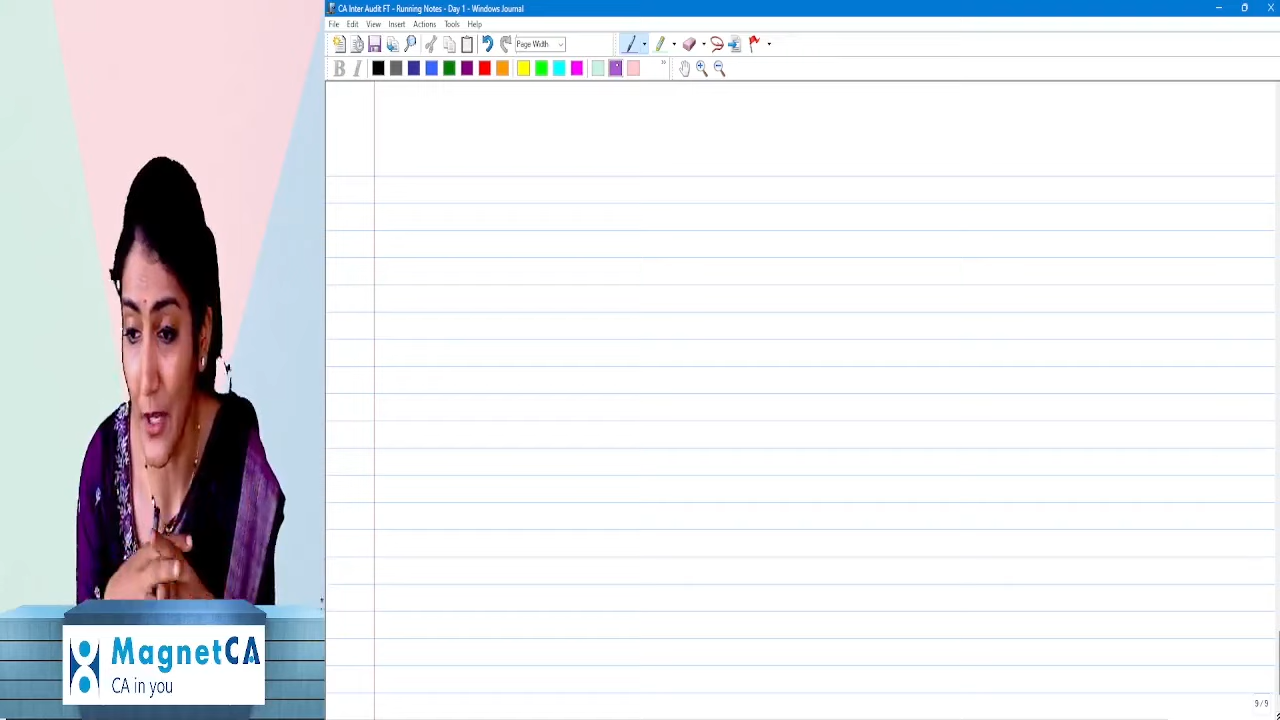 CA Inter Audit FT - Running Notes - Day 1 - Windows Journal
File Edit View Insert Actions Tools Help
Page Width
B I
9 / 9
MagnetCA
CA in you